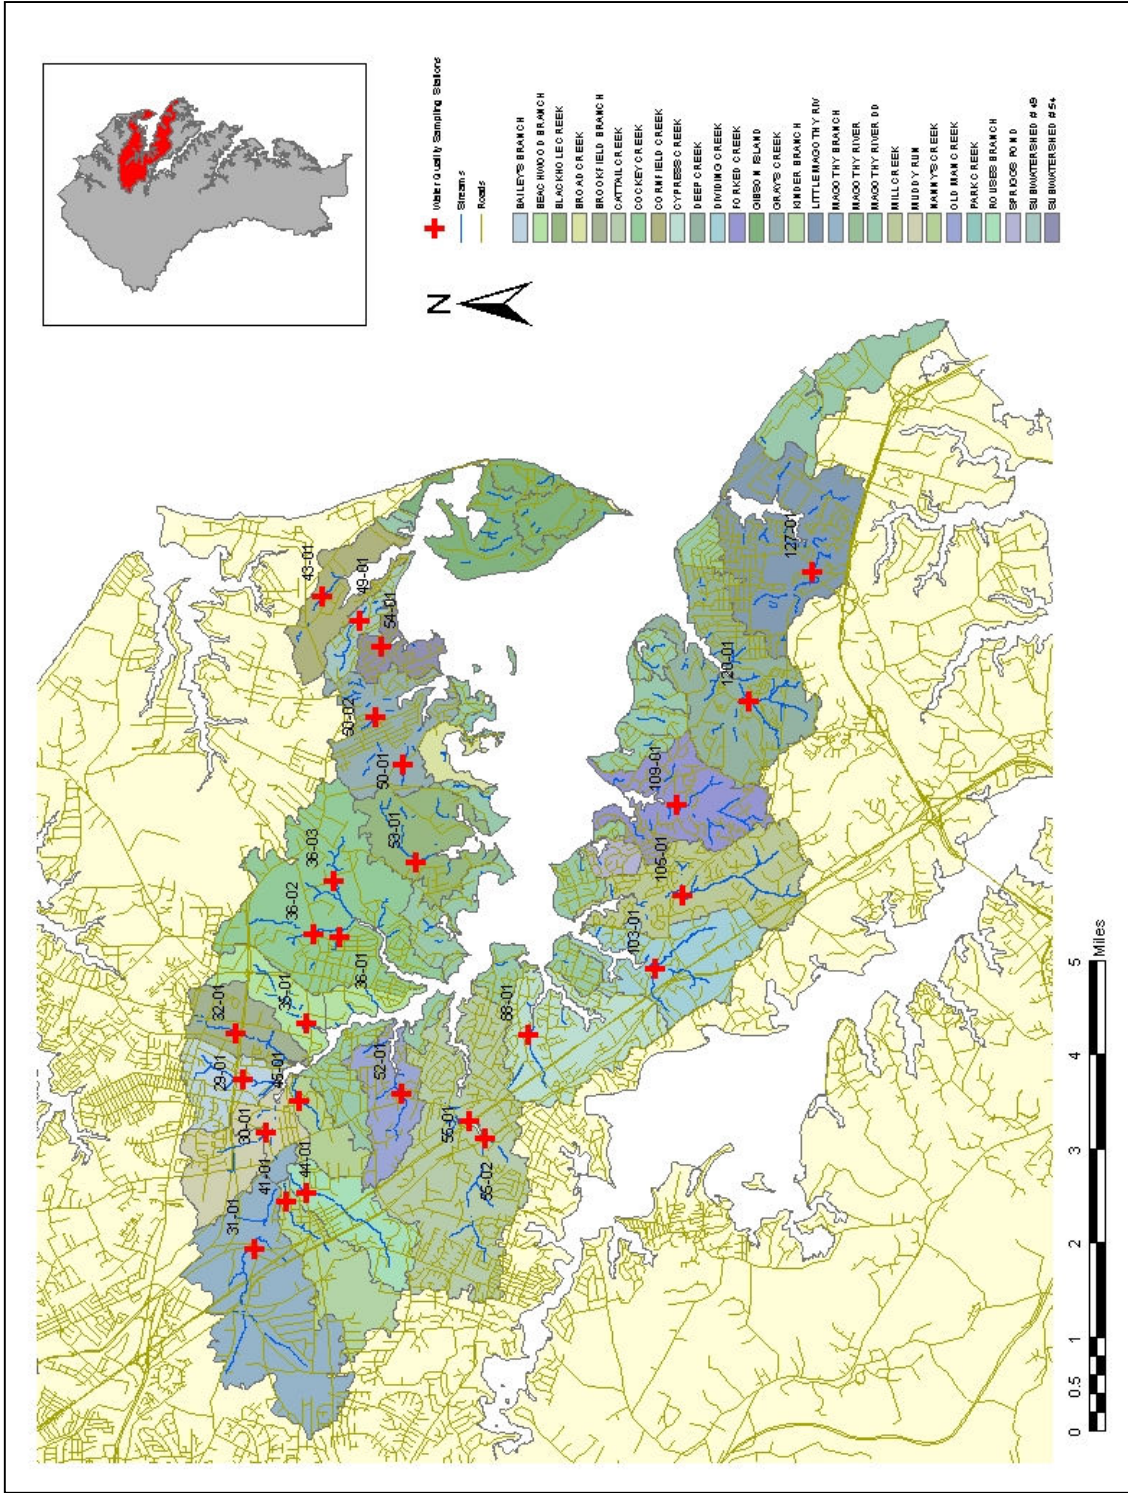 N
Water Quality Sampling Stations
Streams
Roads
BAILEYS BRANCH
BEACHWOOD BRANCH
BLACKHOLE CREEK
BROAD CREEK
BROOKFIELD BRANCH
CATTAIL CREEK
COCKEY CREEK
CORNFIELD CREEK
CYPRESS CREEK
DEEP CREEK
DIVIDING CREEK
FORKED CREEK
GIBSON ISLAND
GRAYS CREEK
KINDER BRANCH
LITTLE MAGOTHY RIV
MAGOTHY BRANCH
MAGOTHY RIVER
MAGOTHY RIVER DD
MILL CREEK
MUDDY RUN
NANNYS CREEK
OLD MAN CREEK
PARK CREEK
ROUSES BRANCH
SPRIGGS POND
SUBWATERSHED #49
SUBWATERSHED #54
43-01
49-01
54-01
50-02
50-01
53-01
36-03
36-02
36-01
35-01
32-01
29-01
45-01
30-01
41-01
44-01
31-01
52-01
55-02
103-01
105-01
109-01
120-01
127-01
0
0.5
1
2
3
4
5
Miles